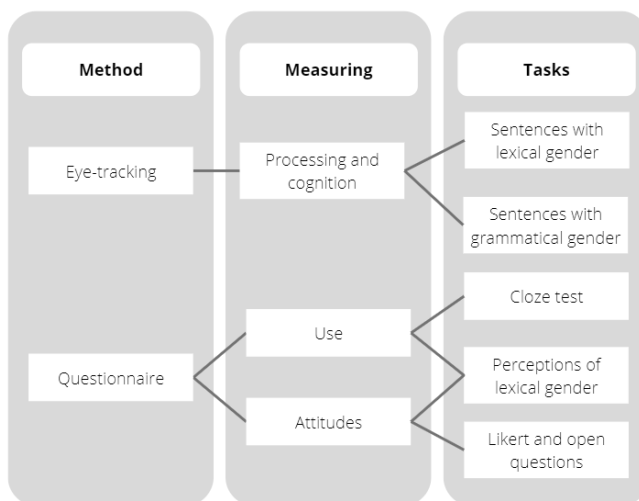 Method
Measuring
Tasks
Eye-tracking
Processing and
cognition
Sentences with
lexical gender
Sentences with
grammatical gender
Questionnaire
Use
Attitudes
Cloze test
Perceptions of
lexical gender
Likert and open
questions